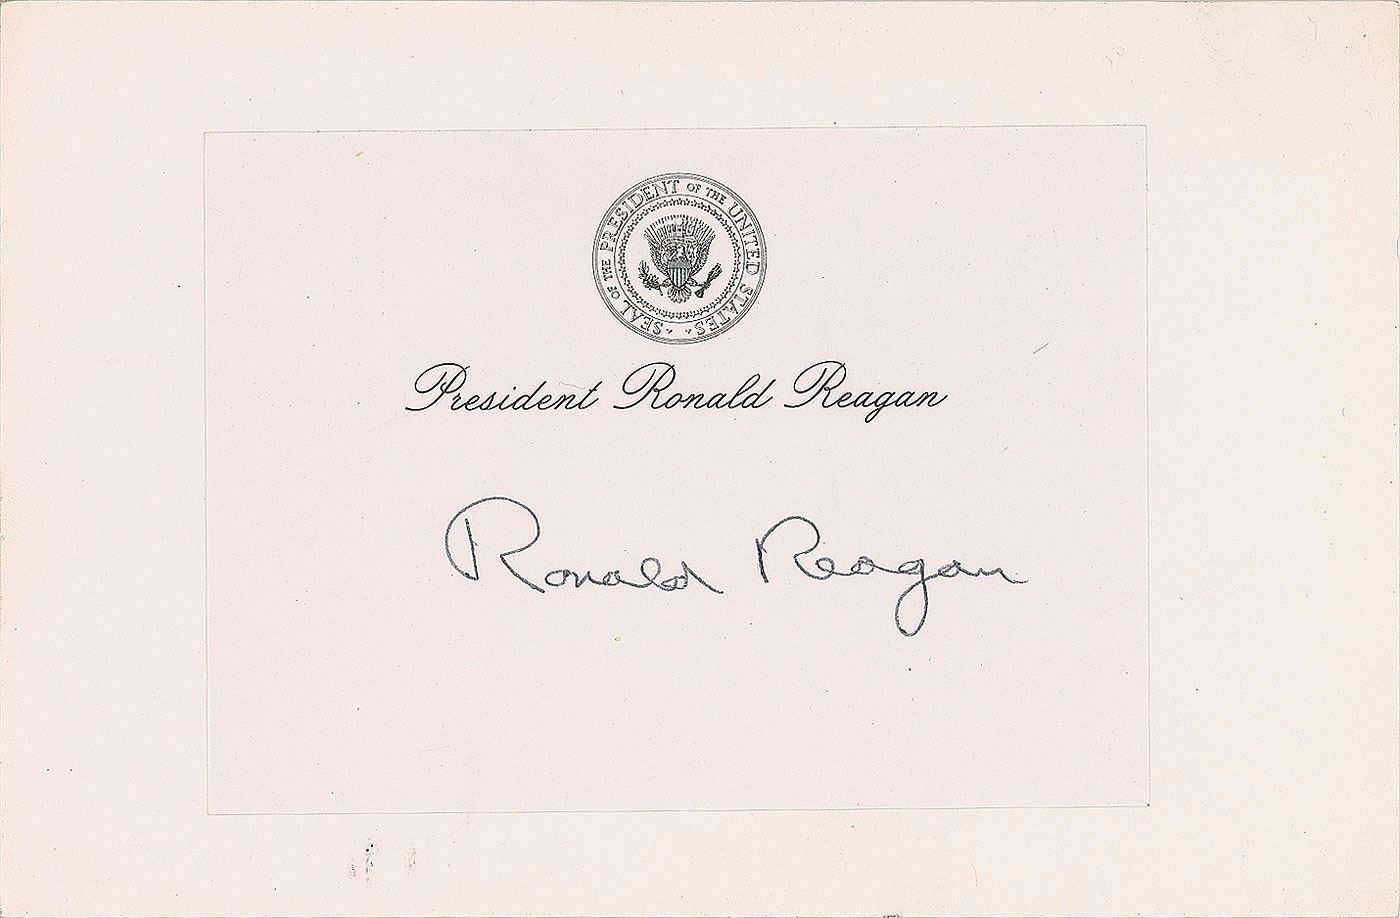 SEAL OF THE PRESIDENT OF THE UNITED STATES
President Ronald Reagan
Ronald Reagan